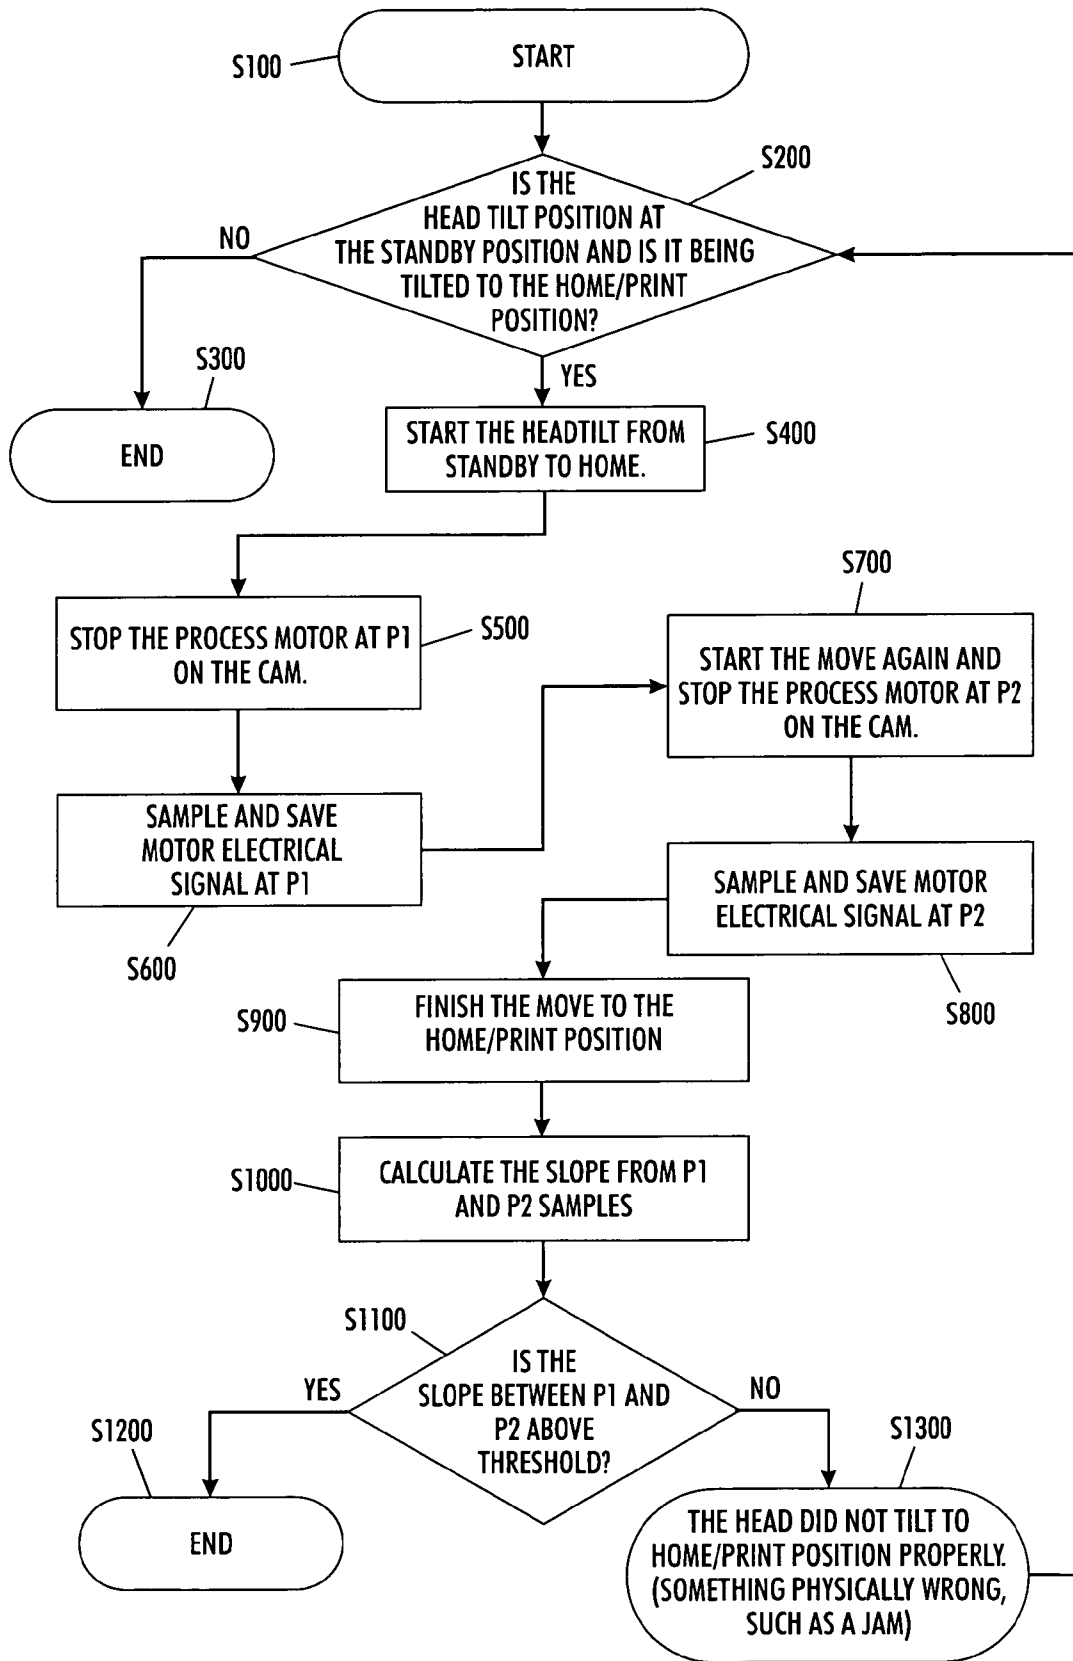 START
S100
S200
IS THE
HEAD TILT POSITION AT
THE STANDBY POSITION AND IS IT BEING
TILTED TO THE HOME/PRINT
POSITION?
NO
S300
END
YES
START THE HEADTILT FROM
STANDBY TO HOME.
S400
STOP THE PROCESS MOTOR AT P1
ON THE CAM.
S500
S700
START THE MOVE AGAIN AND
STOP THE PROCESS MOTOR AT P2
ON THE CAM.
SAMPLE AND SAVE
MOTOR ELECTRICAL
SIGNAL AT P1
S600
SAMPLE AND SAVE MOTOR
ELECTRICAL SIGNAL AT P2
S800
S900
FINISH THE MOVE TO THE
HOME/PRINT POSITION
S1000
CALCULATE THE SLOPE FROM P1
AND P2 SAMPLES
S1100
IS THE
SLOPE BETWEEN P1 AND
P2 ABOVE
THRESHOLD?
YES
NO
S1200
END
S1300
THE HEAD DID NOT TILT TO
HOME/PRINT POSITION PROPERLY.
(SOMETHING PHYSICALLY WRONG,
SUCH AS A JAM)